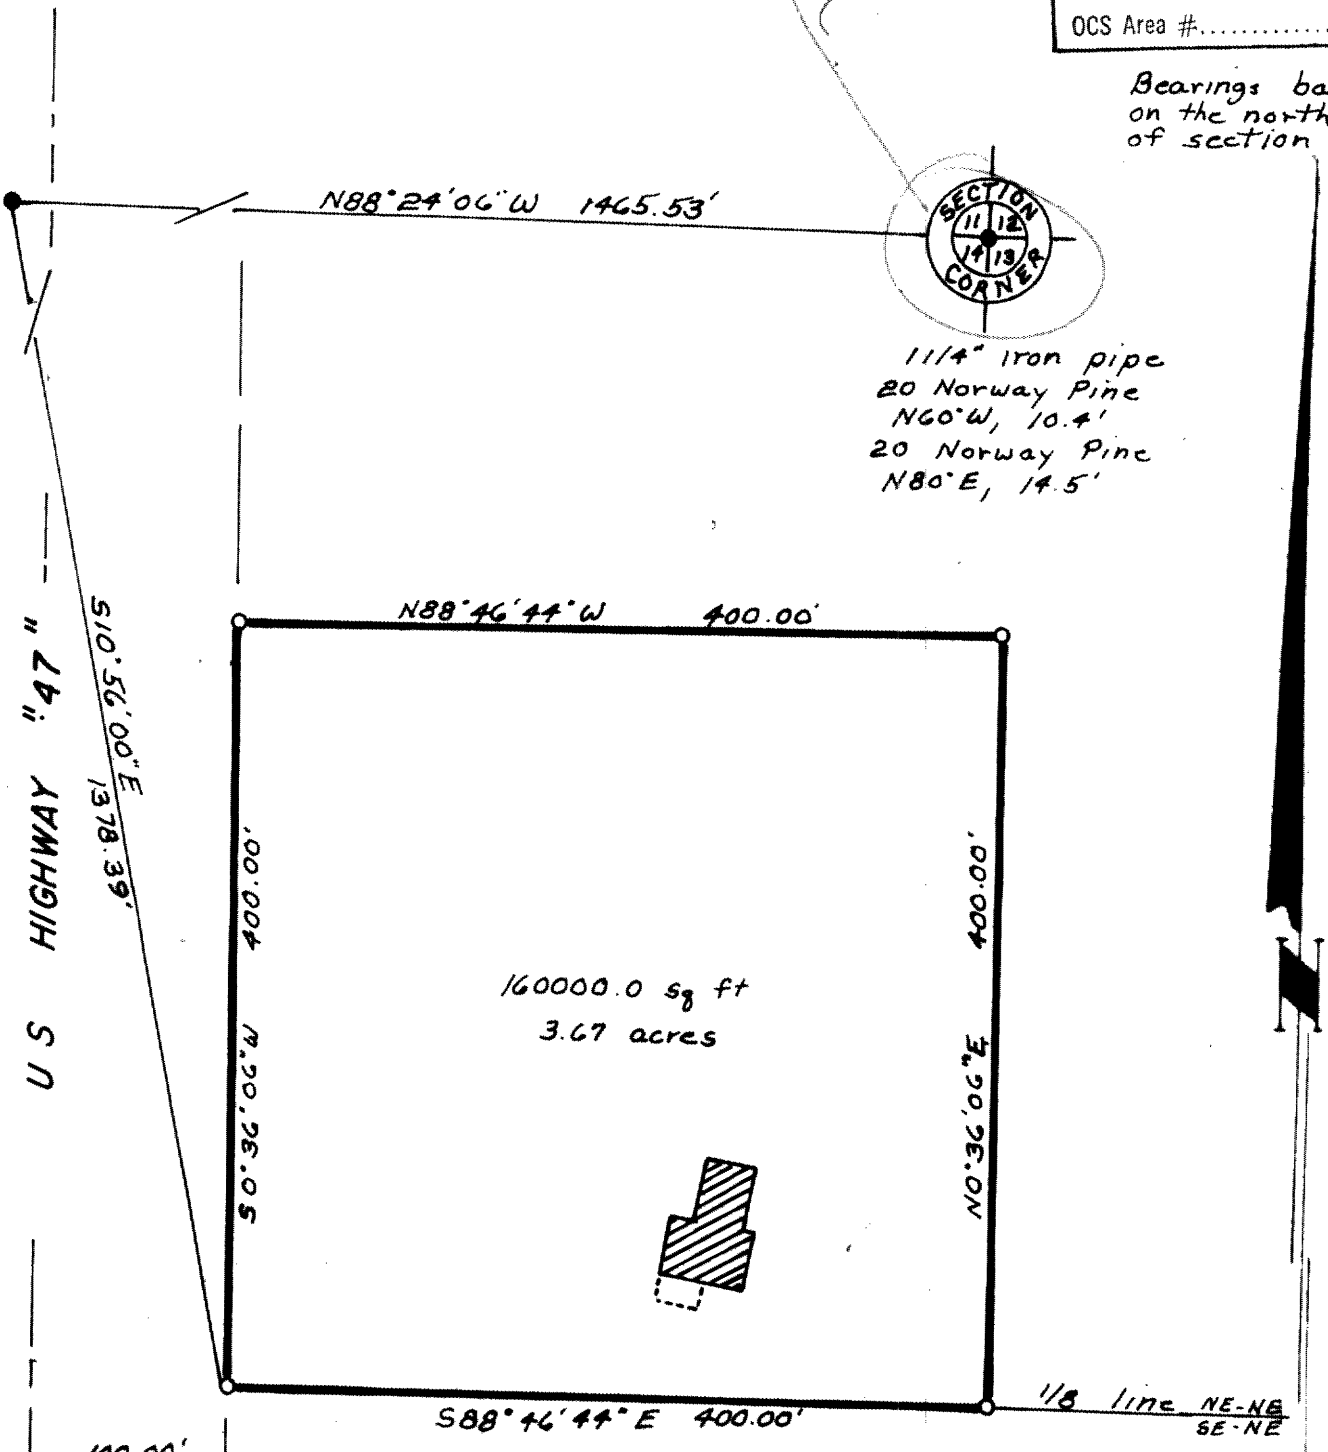 OCS Area #..............
Bearings ba
on the north
of section
N88°24'06"W 1465.53'
SECTION
11 12
14 13
CORNER
1 1/4" iron pipe
20 Norway Pine
N60°W, 10.4'
20 Norway Pine
N80°E, 14.5'
N88°46'44"W 400.00'
S10°56'00"E 1378.39'
US HIGHWAY "47"
S0°36'06"W 400.00'
N0°36'06"E 400.00'
160000.0 sq ft
3.67 acres
N
S88°46'44"E 400.00'
1/8 line NE-NE
SE-NE